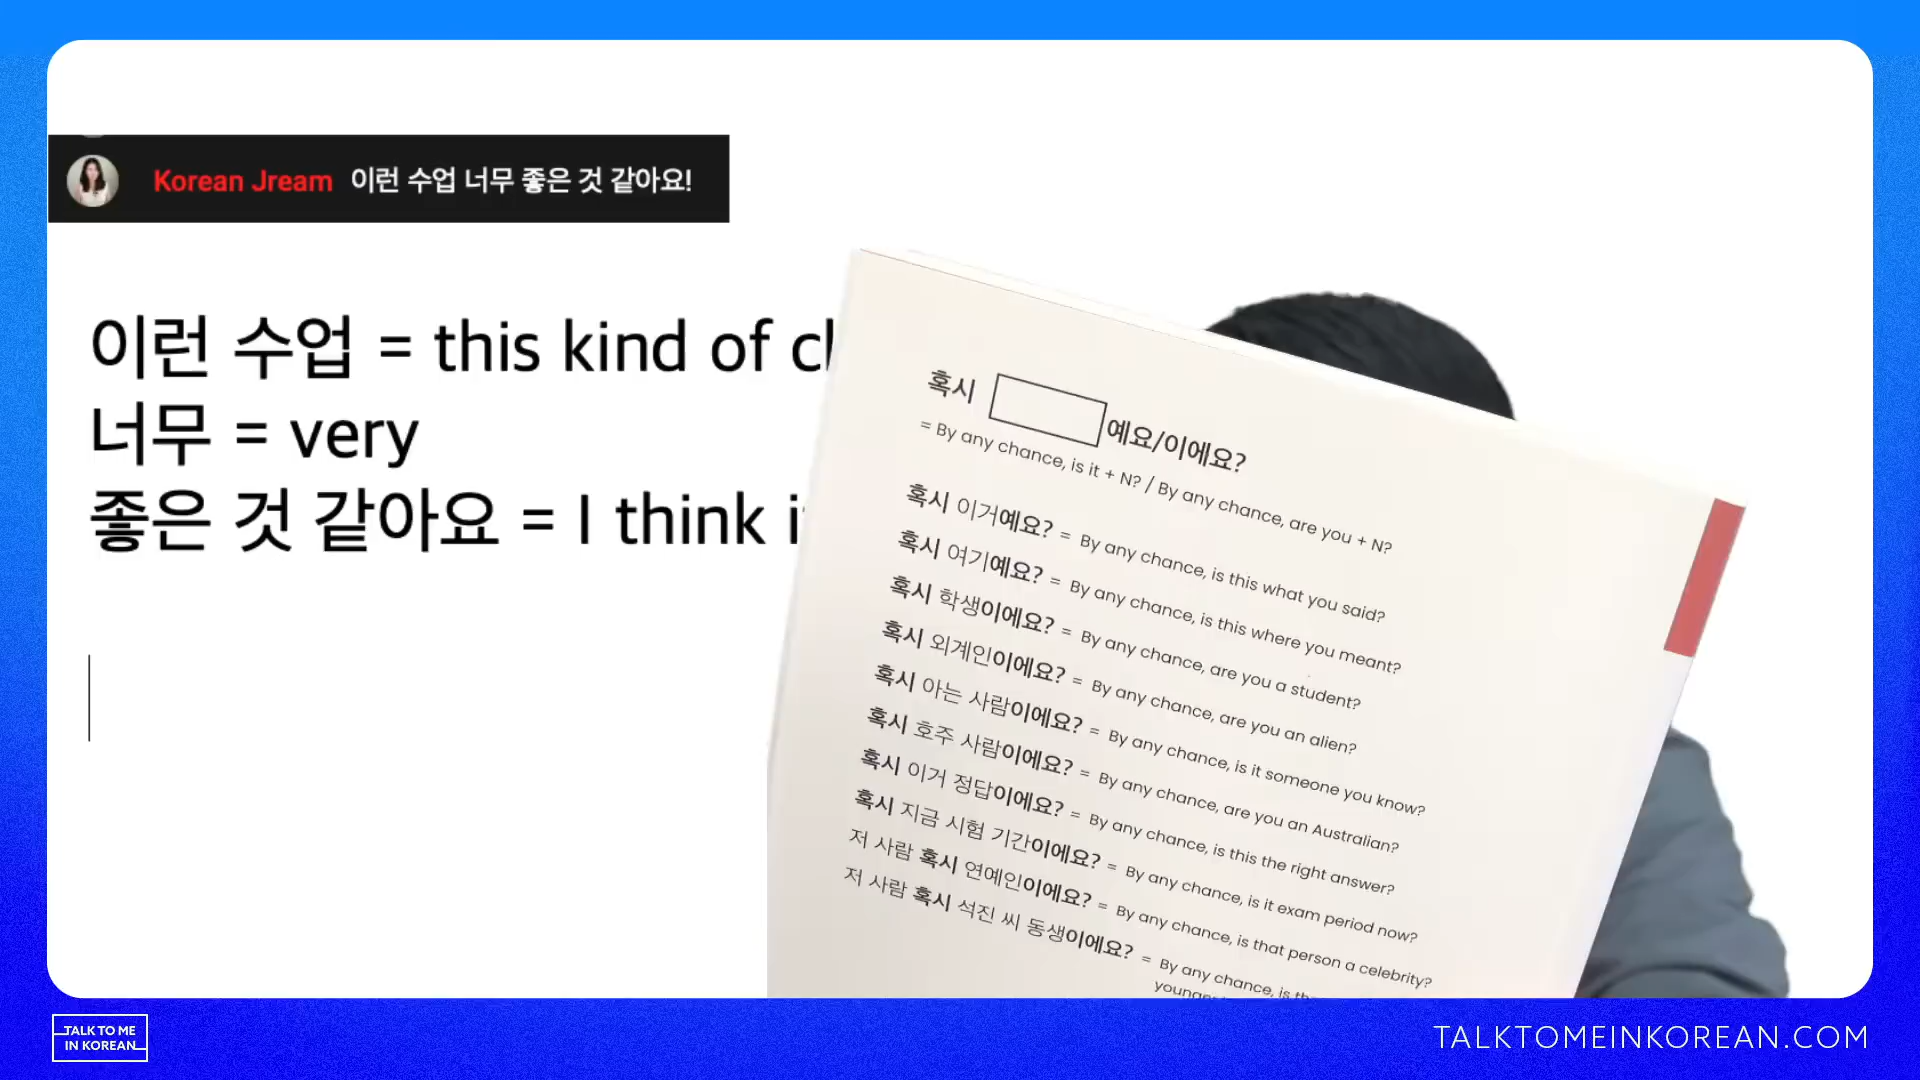 Korean Jream 이런 수업 너무 좋은 것 같아요!
이런 수업 = this kind of
너무 = very
좋은 것 같아요 = I think
혹시 예요/이에요?
= By any chance, is it + N? / By any chance, are you + N?
혹시 이거예요? = By any chance, is this what you said?
혹시 여기예요? = By any chance, is this where you meant?
혹시 학생이에요? = By any chance, are you a student?
혹시 외계인이에요? = By any chance, are you an alien?
혹시 아는 사람이에요? = By any chance, is it someone you know?
혹시 호주 사람이에요? = By any chance, are you an Australian?
혹시 이거 정답이에요? = By any chance, is this the right answer?
혹시 지금 시험 기간이에요? = By any chance, is it exam period now?
저 사람 혹시 연예인이에요? = By any chance, is that person a celebrity?
저 사람 혹시 석진 씨 동생이에요? = By any chance, is
TALK TO ME
IN KOREAN
TALKTOMEINKOREAN.COM